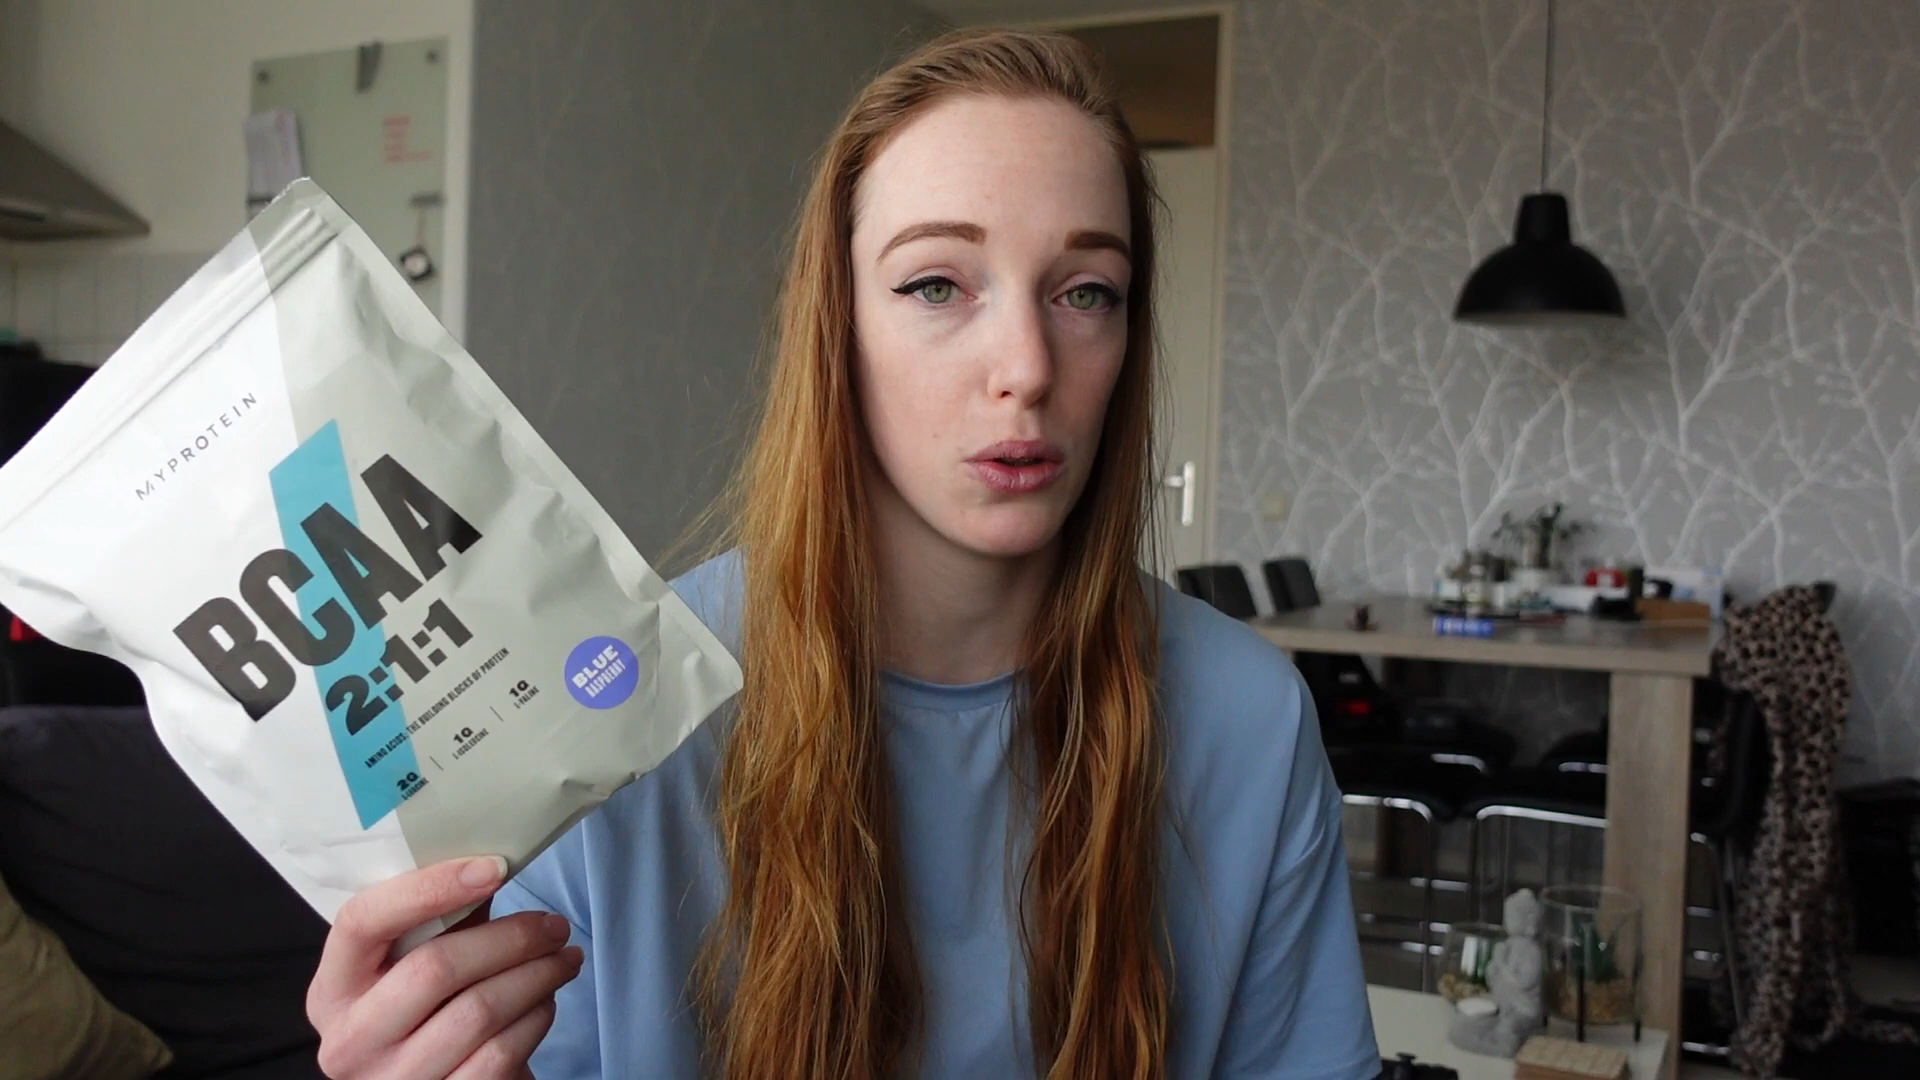 MYPROTEIN
BCAA
2:1:1
AMINO ACIDS: THE BUILDING BLOCKS OF PROTEIN
2G
L-LEUCINE
1G
L-ISOLEUCINE
1G
L-VALINE
BLUE
RASPBERRY